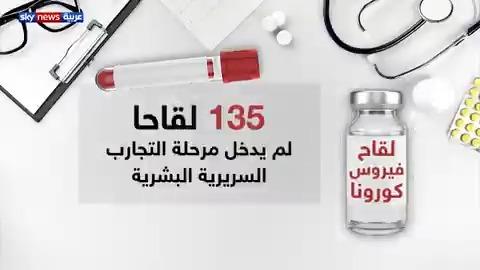 sky news عربية
135 لقاحا
لم يدخل مرحلة التجارب
السريرية البشرية
لقاح
فيروس
كورونا